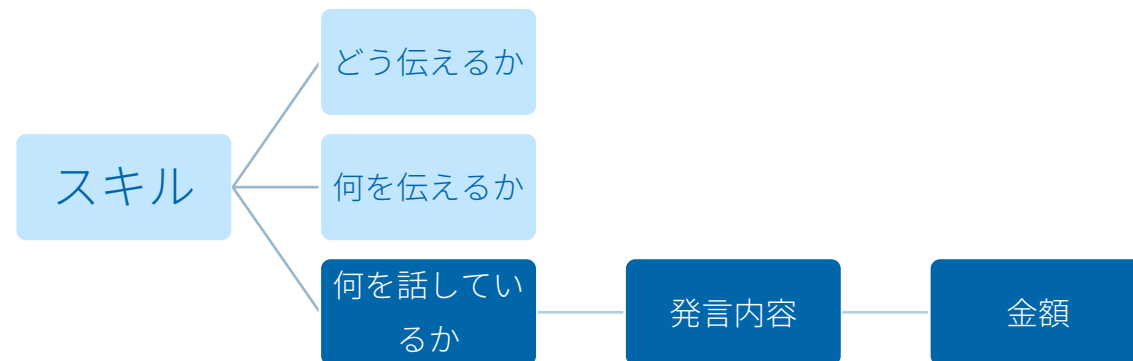 どう伝えるか
スキル
何を伝えるか
何を話してい
るか
発言内容
金額